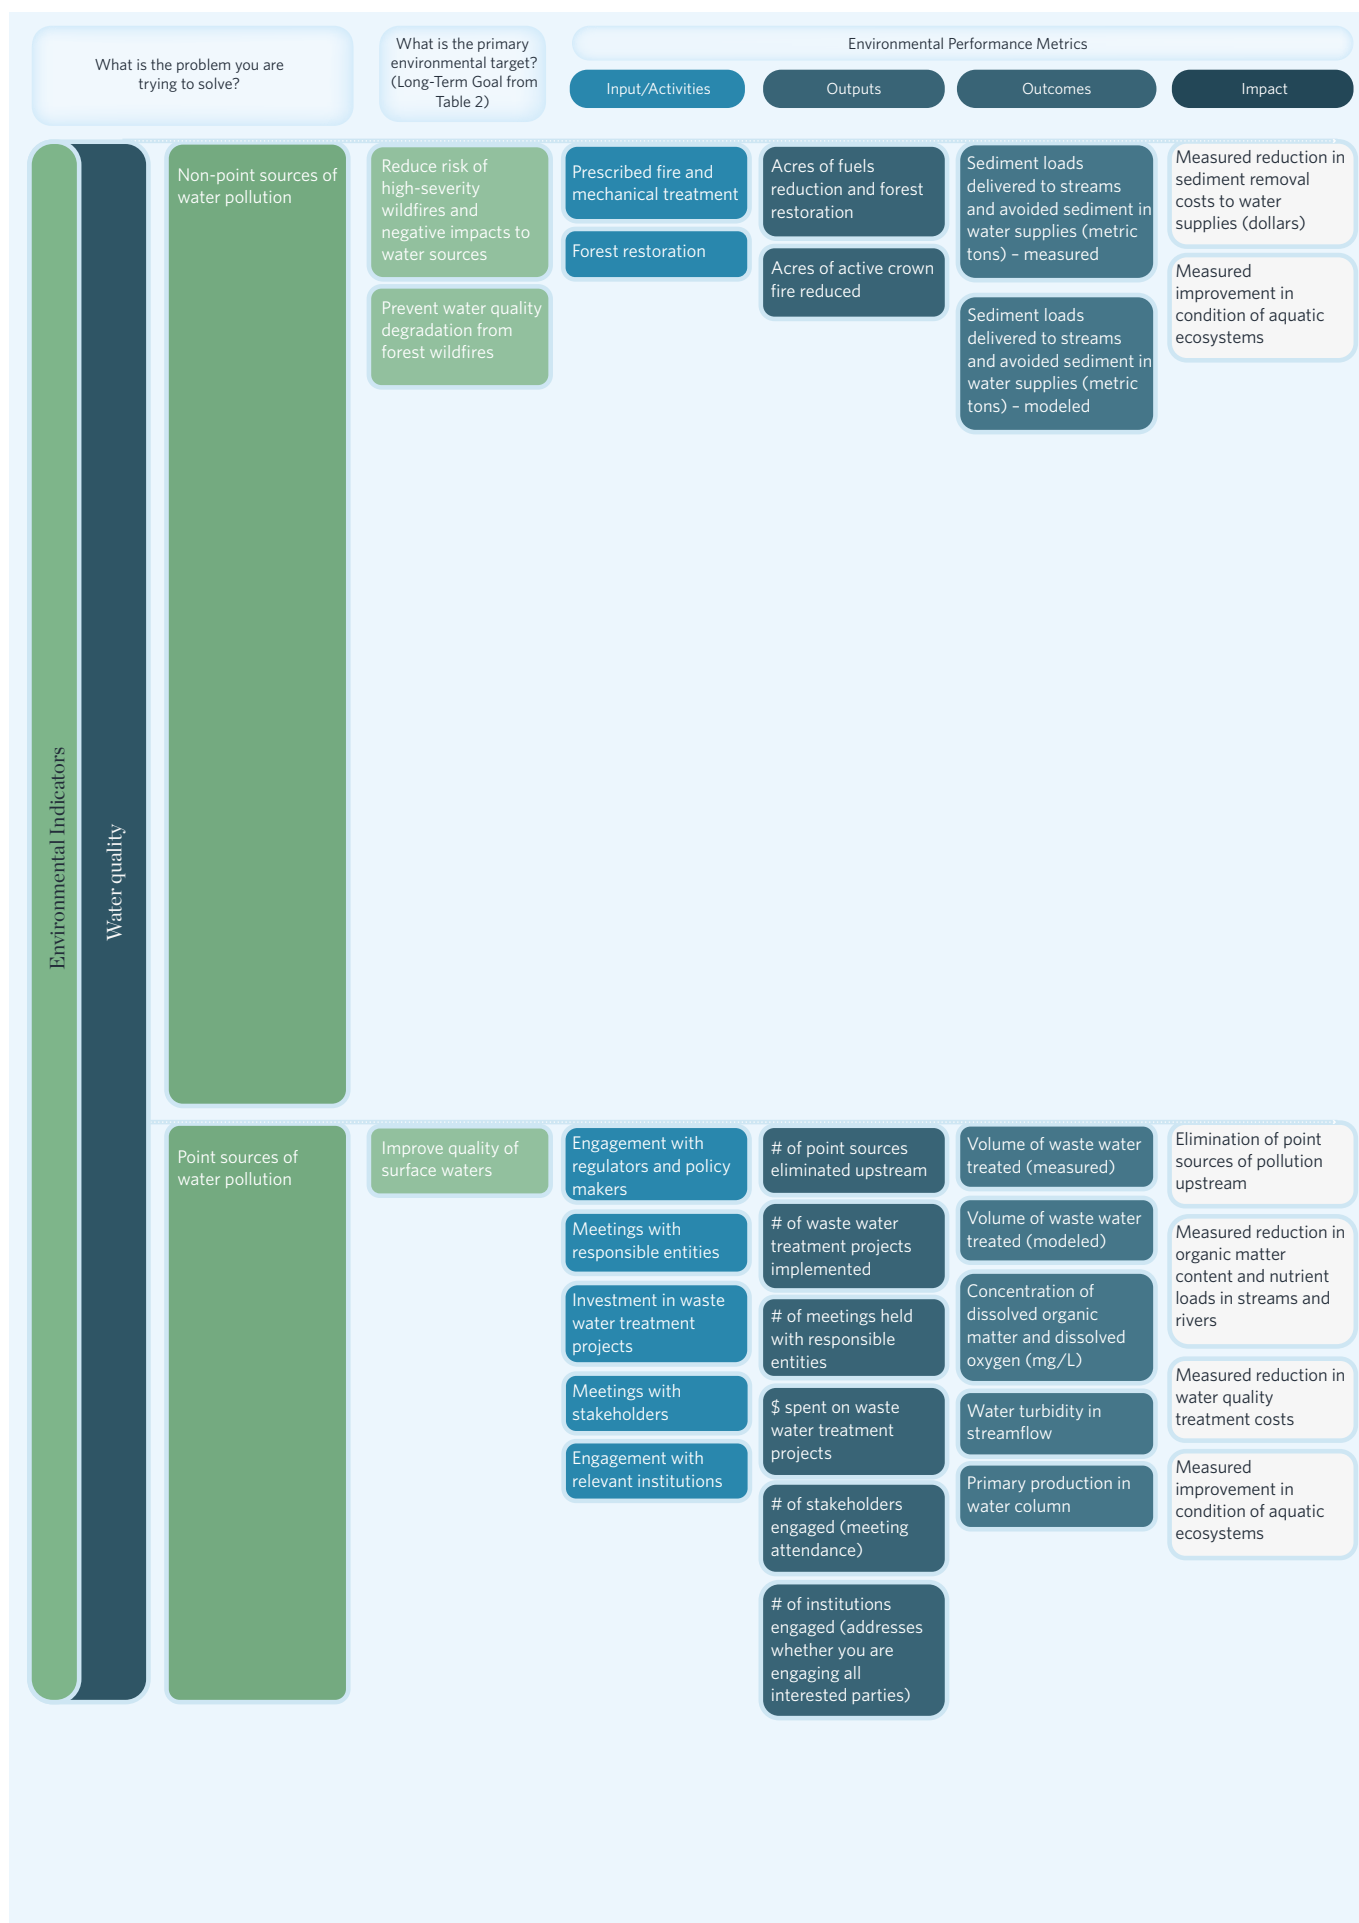 What is the problem you are
trying to solve?
What is the primary
environmental target?
(Long-Term Goal from
Table 2)
Environmental Performance Metrics
Input/Activities
Outputs
Outcomes
Impact
Environmental Indicators
Water quality
Non-point sources of
water pollution
Reduce risk of
high-severity
wildfires and
negative impacts to
water sources
Prevent water quality
degradation from
forest wildfires
Prescribed fire and
mechanical treatment
Forest restoration
Acres of fuels
reduction and forest
restoration
Acres of active crown
fire reduced
Sediment loads
delivered to streams
and avoided sediment in
water supplies (metric
tons) – measured
Sediment loads
delivered to streams
and avoided sediment in
water supplies (metric
tons) – modeled
Measured reduction in
sediment removal
costs to water
supplies (dollars)
Measured
improvement in
condition of aquatic
ecosystems
Point sources of
water pollution
Improve quality of
surface waters
Engagement with
regulators and policy
makers
Meetings with
responsible entities
Investment in waste
water treatment
projects
Meetings with
stakeholders
Engagement with
relevant institutions
# of point sources
eliminated upstream
# of waste water
treatment projects
implemented
# of meetings held
with responsible
entities
$ spent on waste
water treatment
projects
# of stakeholders
engaged (meeting
attendance)
# of institutions
engaged (addresses
whether you are
engaging all
interested parties)
Volume of waste water
treated (measured)
Volume of waste water
treated (modeled)
Concentration of
dissolved organic
matter and dissolved
oxygen (mg/L)
Water turbidity in
streamflow
Primary production in
water column
Elimination of point
sources of pollution
upstream
Measured reduction in
organic matter
content and nutrient
loads in streams and
rivers
Measured reduction in
water quality
treatment costs
Measured
improvement in
condition of aquatic
ecosystems